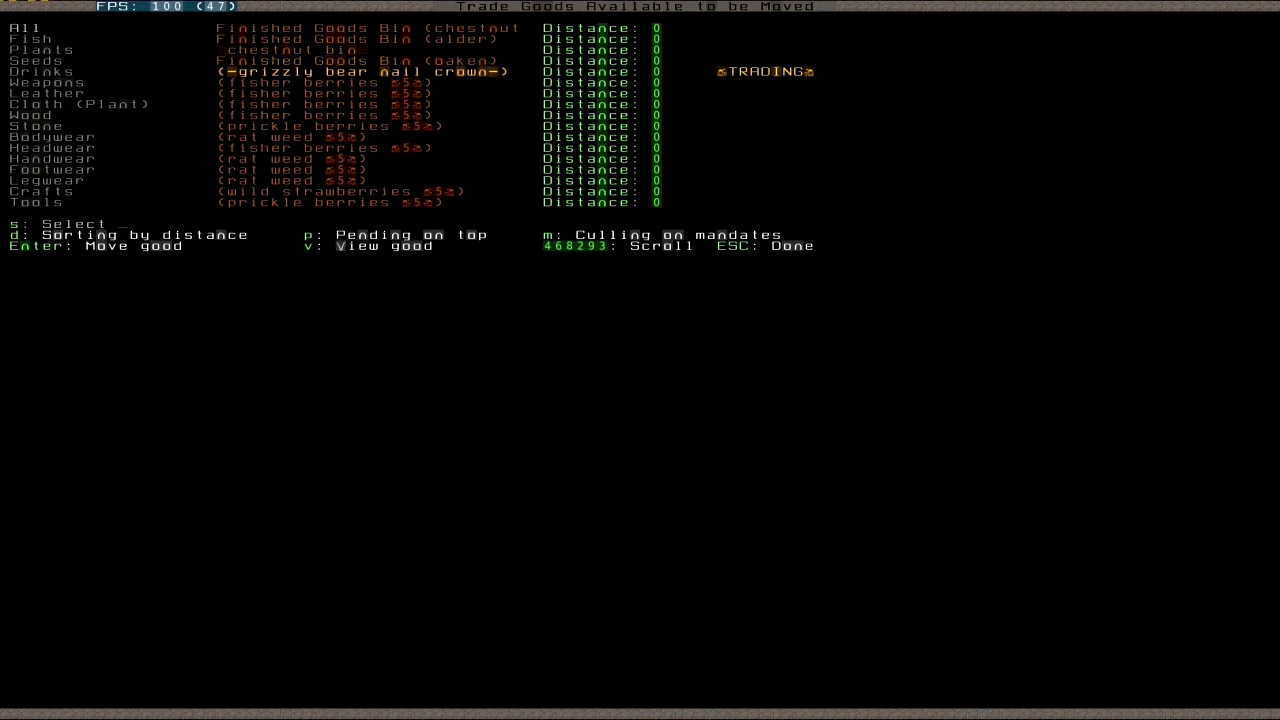 FPS: 100 (47) Trade Goods Available to be Moved
All Finished Goods Bin (chestnut Distance: 0
Fish Finished Goods Bin (alder) Distance: 0
Plants chestnut bin Distance: 0
Seeds Finished Goods Bin (oaken) Distance: 0
Drinks (-grizzly bear nail crown-) Distance: 0 TRADING
Weapons (fisher berries [5]) Distance: 0
Leather (fisher berries [5]) Distance: 0
Cloth (Plant) (fisher berries [5]) Distance: 0
Wood (fisher berries [5]) Distance: 0
Stone (prickle berries [5]) Distance: 0
Bodywear (rat weed [5]) Distance: 0
Headwear (fisher berries [5]) Distance: 0
Handwear (rat weed [5]) Distance: 0
Footwear (rat weed [5]) Distance: 0
Legwear (rat weed [5]) Distance: 0
Crafts (wild strawberries [5]) Distance: 0
Tools (prickle berries [5]) Distance: 0
s: Select _
d: Sorting by distance p: Pending on top m: Culling on mandates
Enter: Move good v: View good 468293: Scroll ESC: Done